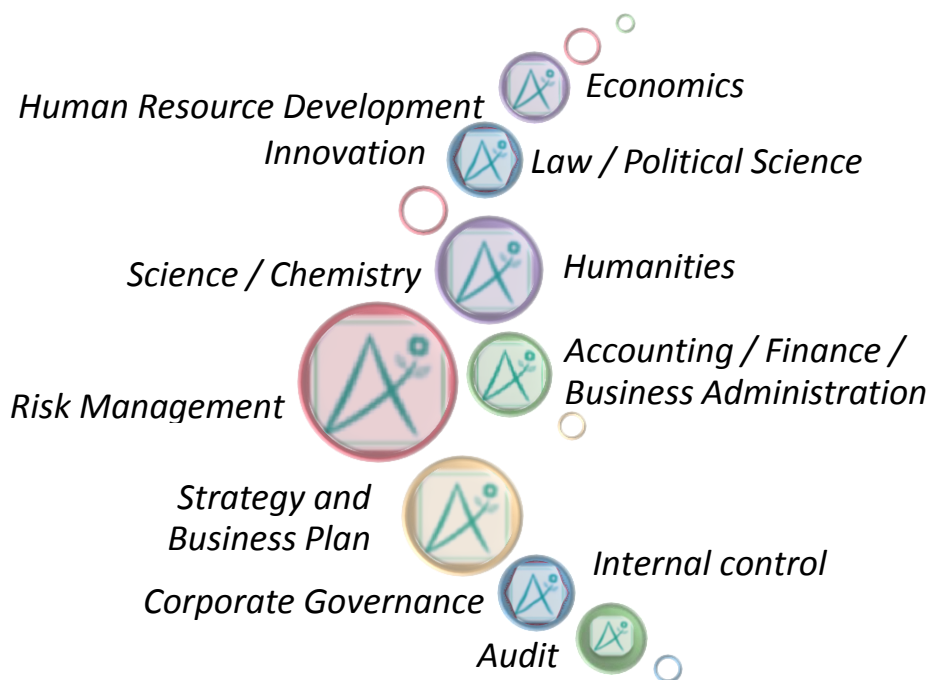 Economics
Human Resource Development
Innovation
Law / Political Science
Science / Chemistry
Humanities
Accounting / Finance /
Business Administration
Risk Management
Strategy and
Business Plan
Internal control
Corporate Governance
Audit